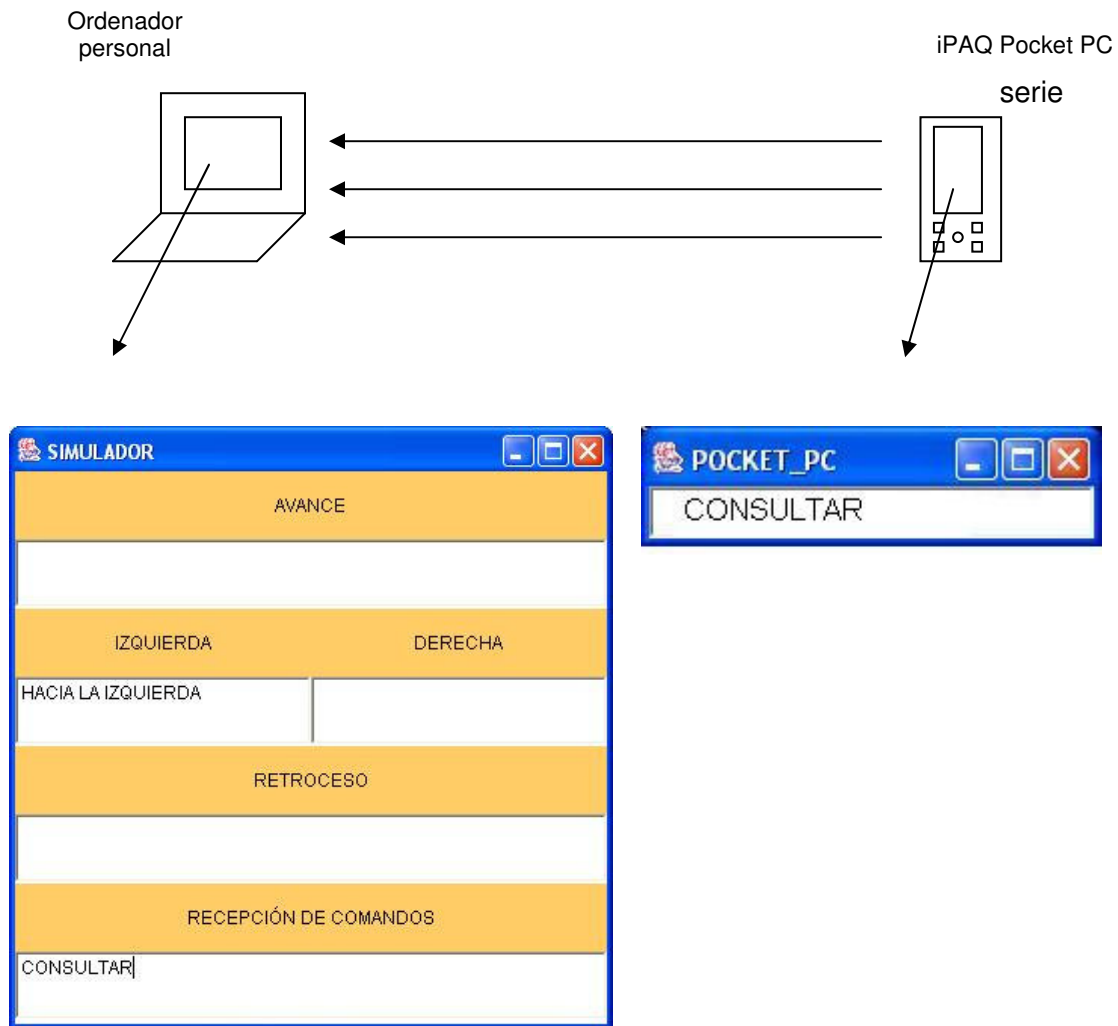 Ordenador
personal
iPAQ Pocket PC
serie
SIMULADOR
AVANCE
IZQUIERDA
DERECHA
HACIA LA IZQUIERDA
RETROCESO
RECEPCIÓN DE COMANDOS
CONSULTAR
POCKET_PC
CONSULTAR